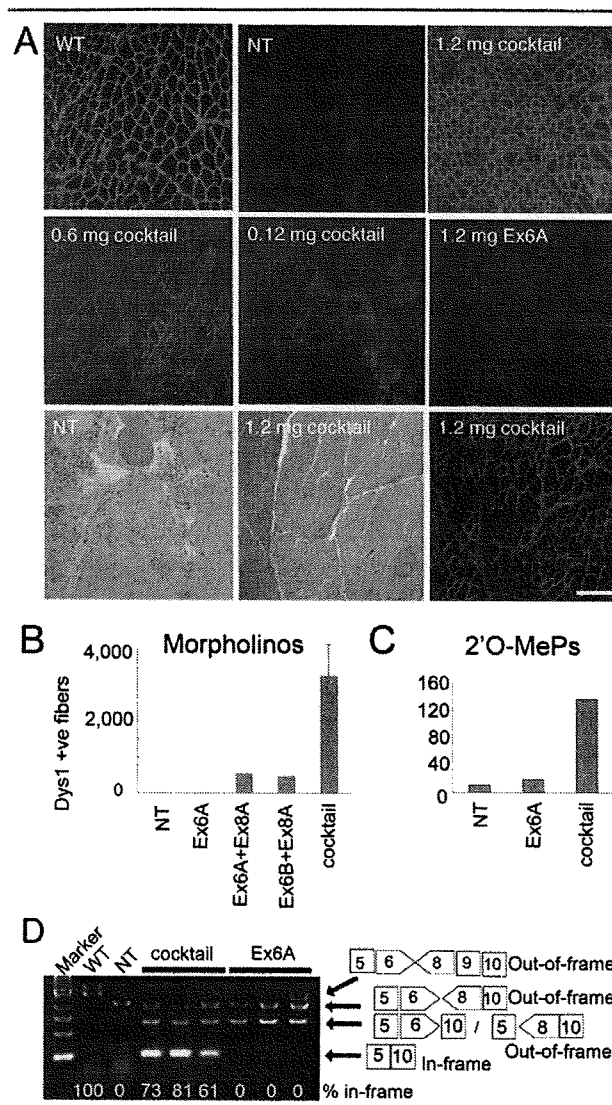 A
WT
NT
1.2 mg cocktail
0.6 mg cocktail
0.12 mg cocktail
1.2 mg Ex6A
NT
1.2 mg cocktail
1.2 mg cocktail
B
Morpholinos
Dys1 +ve fibers
4,000
2,000
0
NT
Ex6A
Ex6A+Ex8A
Ex6B+Ex8A
cocktail
C
2'O-MePs
160
120
80
40
0
NT
Ex6A
cocktail
D
Marker
WT
NT
cocktail
Ex6A
5 6 8 9 10 Out-of-frame
5 6 8 10 Out-of-frame
5 6 10 / 5 8 10
Out-of-frame
5 10 In-frame
100 0 73 81 61 0 0 0 % in-frame